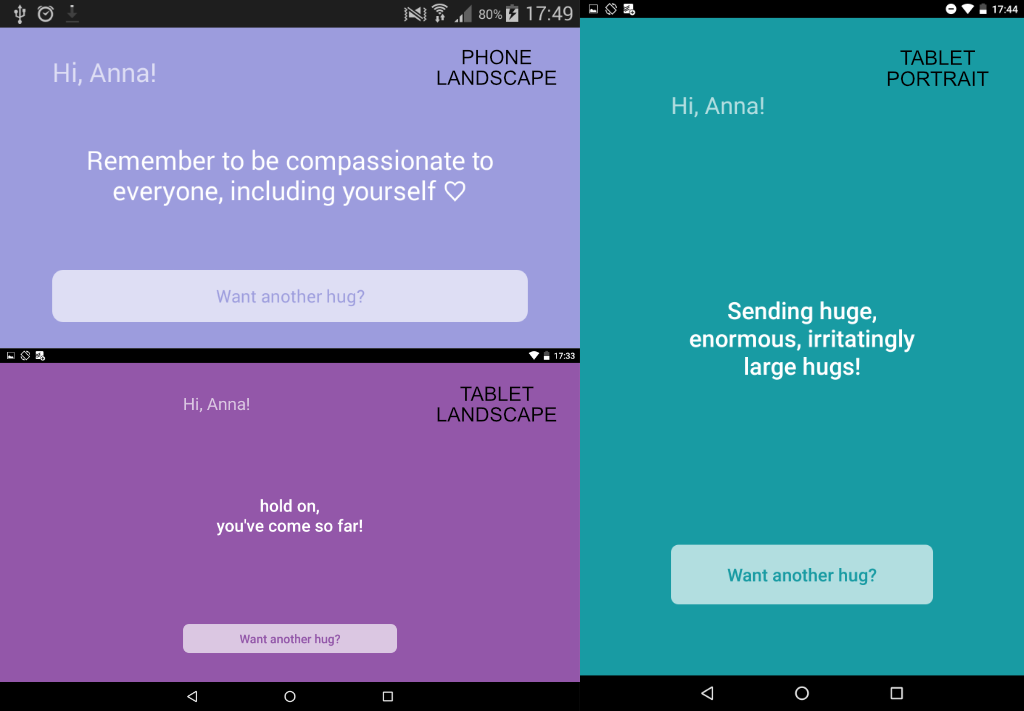 80% 17:49
Hi, Anna!
PHONE
LANDSCAPE
Remember to be compassionate to
everyone, including yourself ♡
Want another hug?
17:33
Hi, Anna!
TABLET
LANDSCAPE
hold on,
you've come so far!
Want another hug?
17:44
TABLET
PORTRAIT
Hi, Anna!
Sending huge,
enormous, irritatingly
large hugs!
Want another hug?